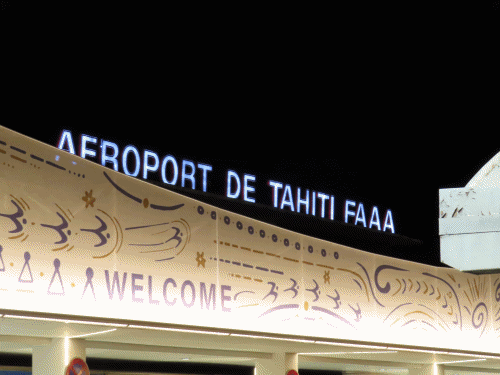 AEROPORT DE TAHITI FAAA
WELCOME